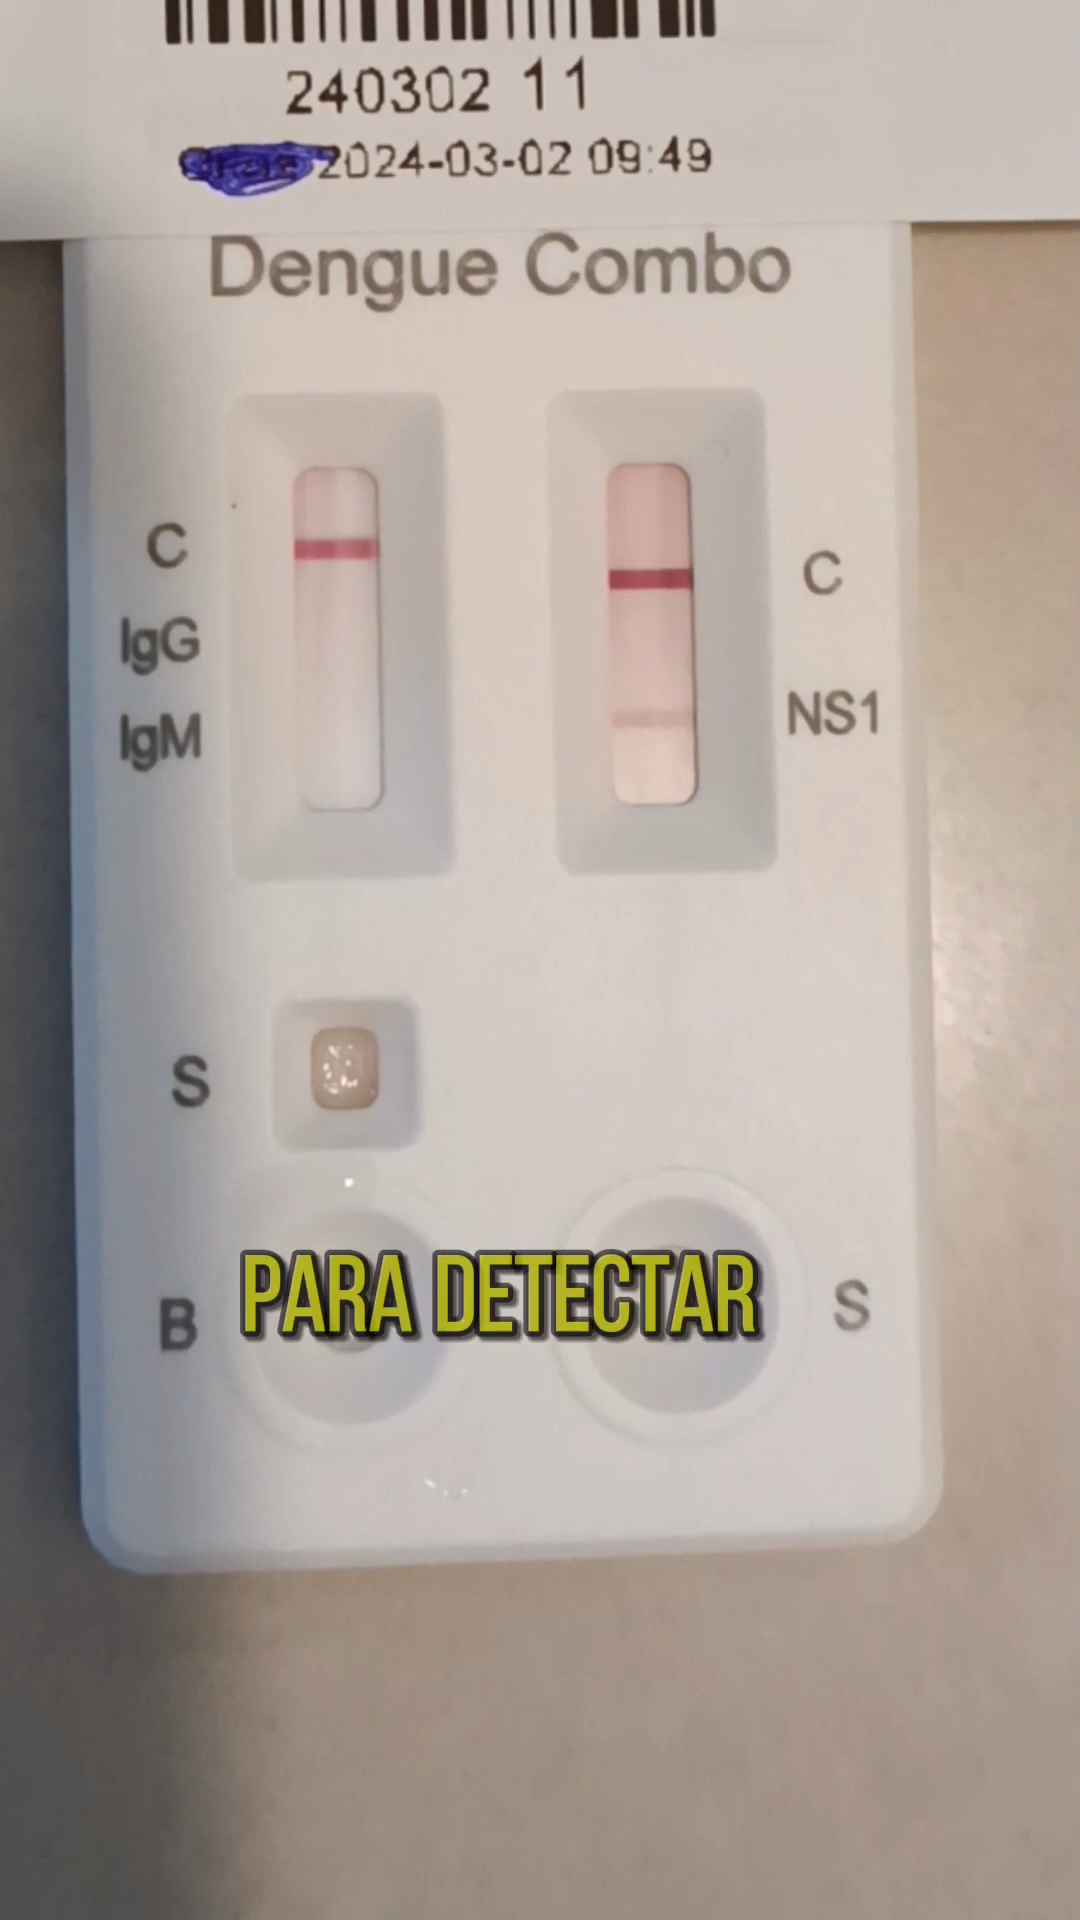 240302 11
2024-03-02 09:49
Dengue Combo
C
IgG
IgM
C
NS1
S
B
PARA DETECTAR
S